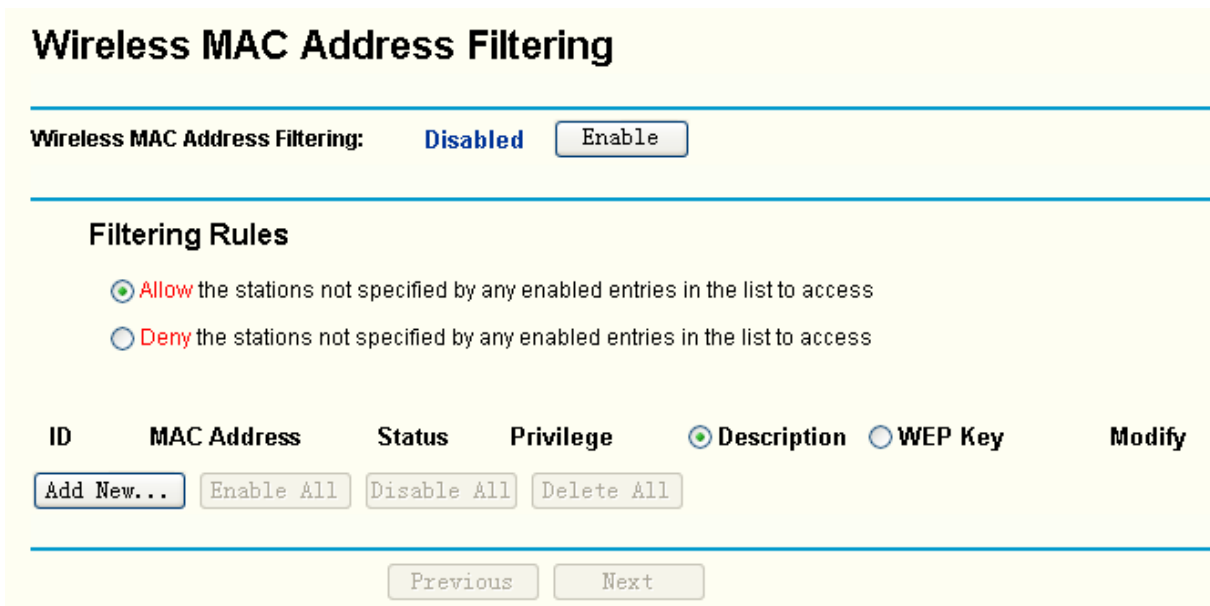 Wireless MAC Address Filtering
Wireless MAC Address Filtering: Disabled Enable
Filtering Rules
Allow the stations not specified by any enabled entries in the list to access
Deny the stations not specified by any enabled entries in the list to access
ID MAC Address Status Privilege Description WEP Key Modify
Add New... Enable All Disable All Delete All
Previous Next